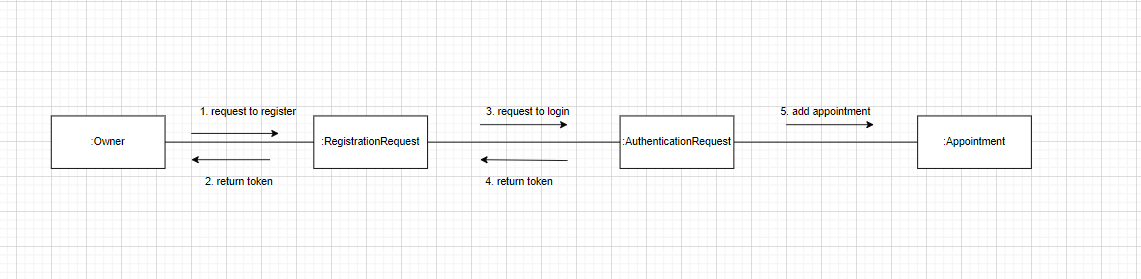 1. request to register
3. request to login
5. add appointment
:Owner
:RegistrationRequest
:AuthenticationRequest
:Appointment
2. return token
4. return token